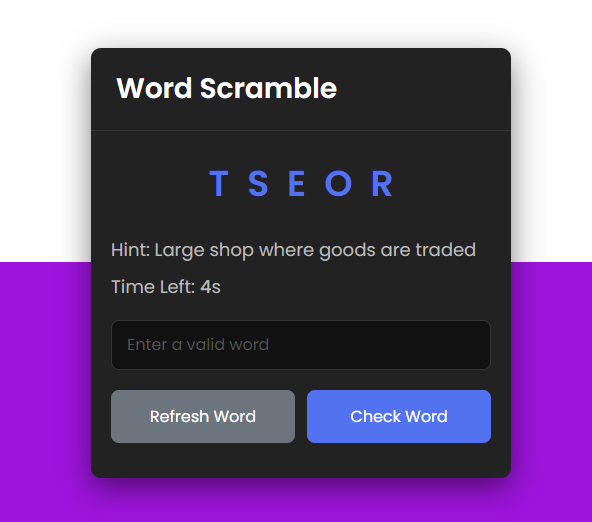 Word Scramble
T S E O R
Hint: Large shop where goods are traded
Time Left: 4s
Enter a valid word
Refresh Word Check Word